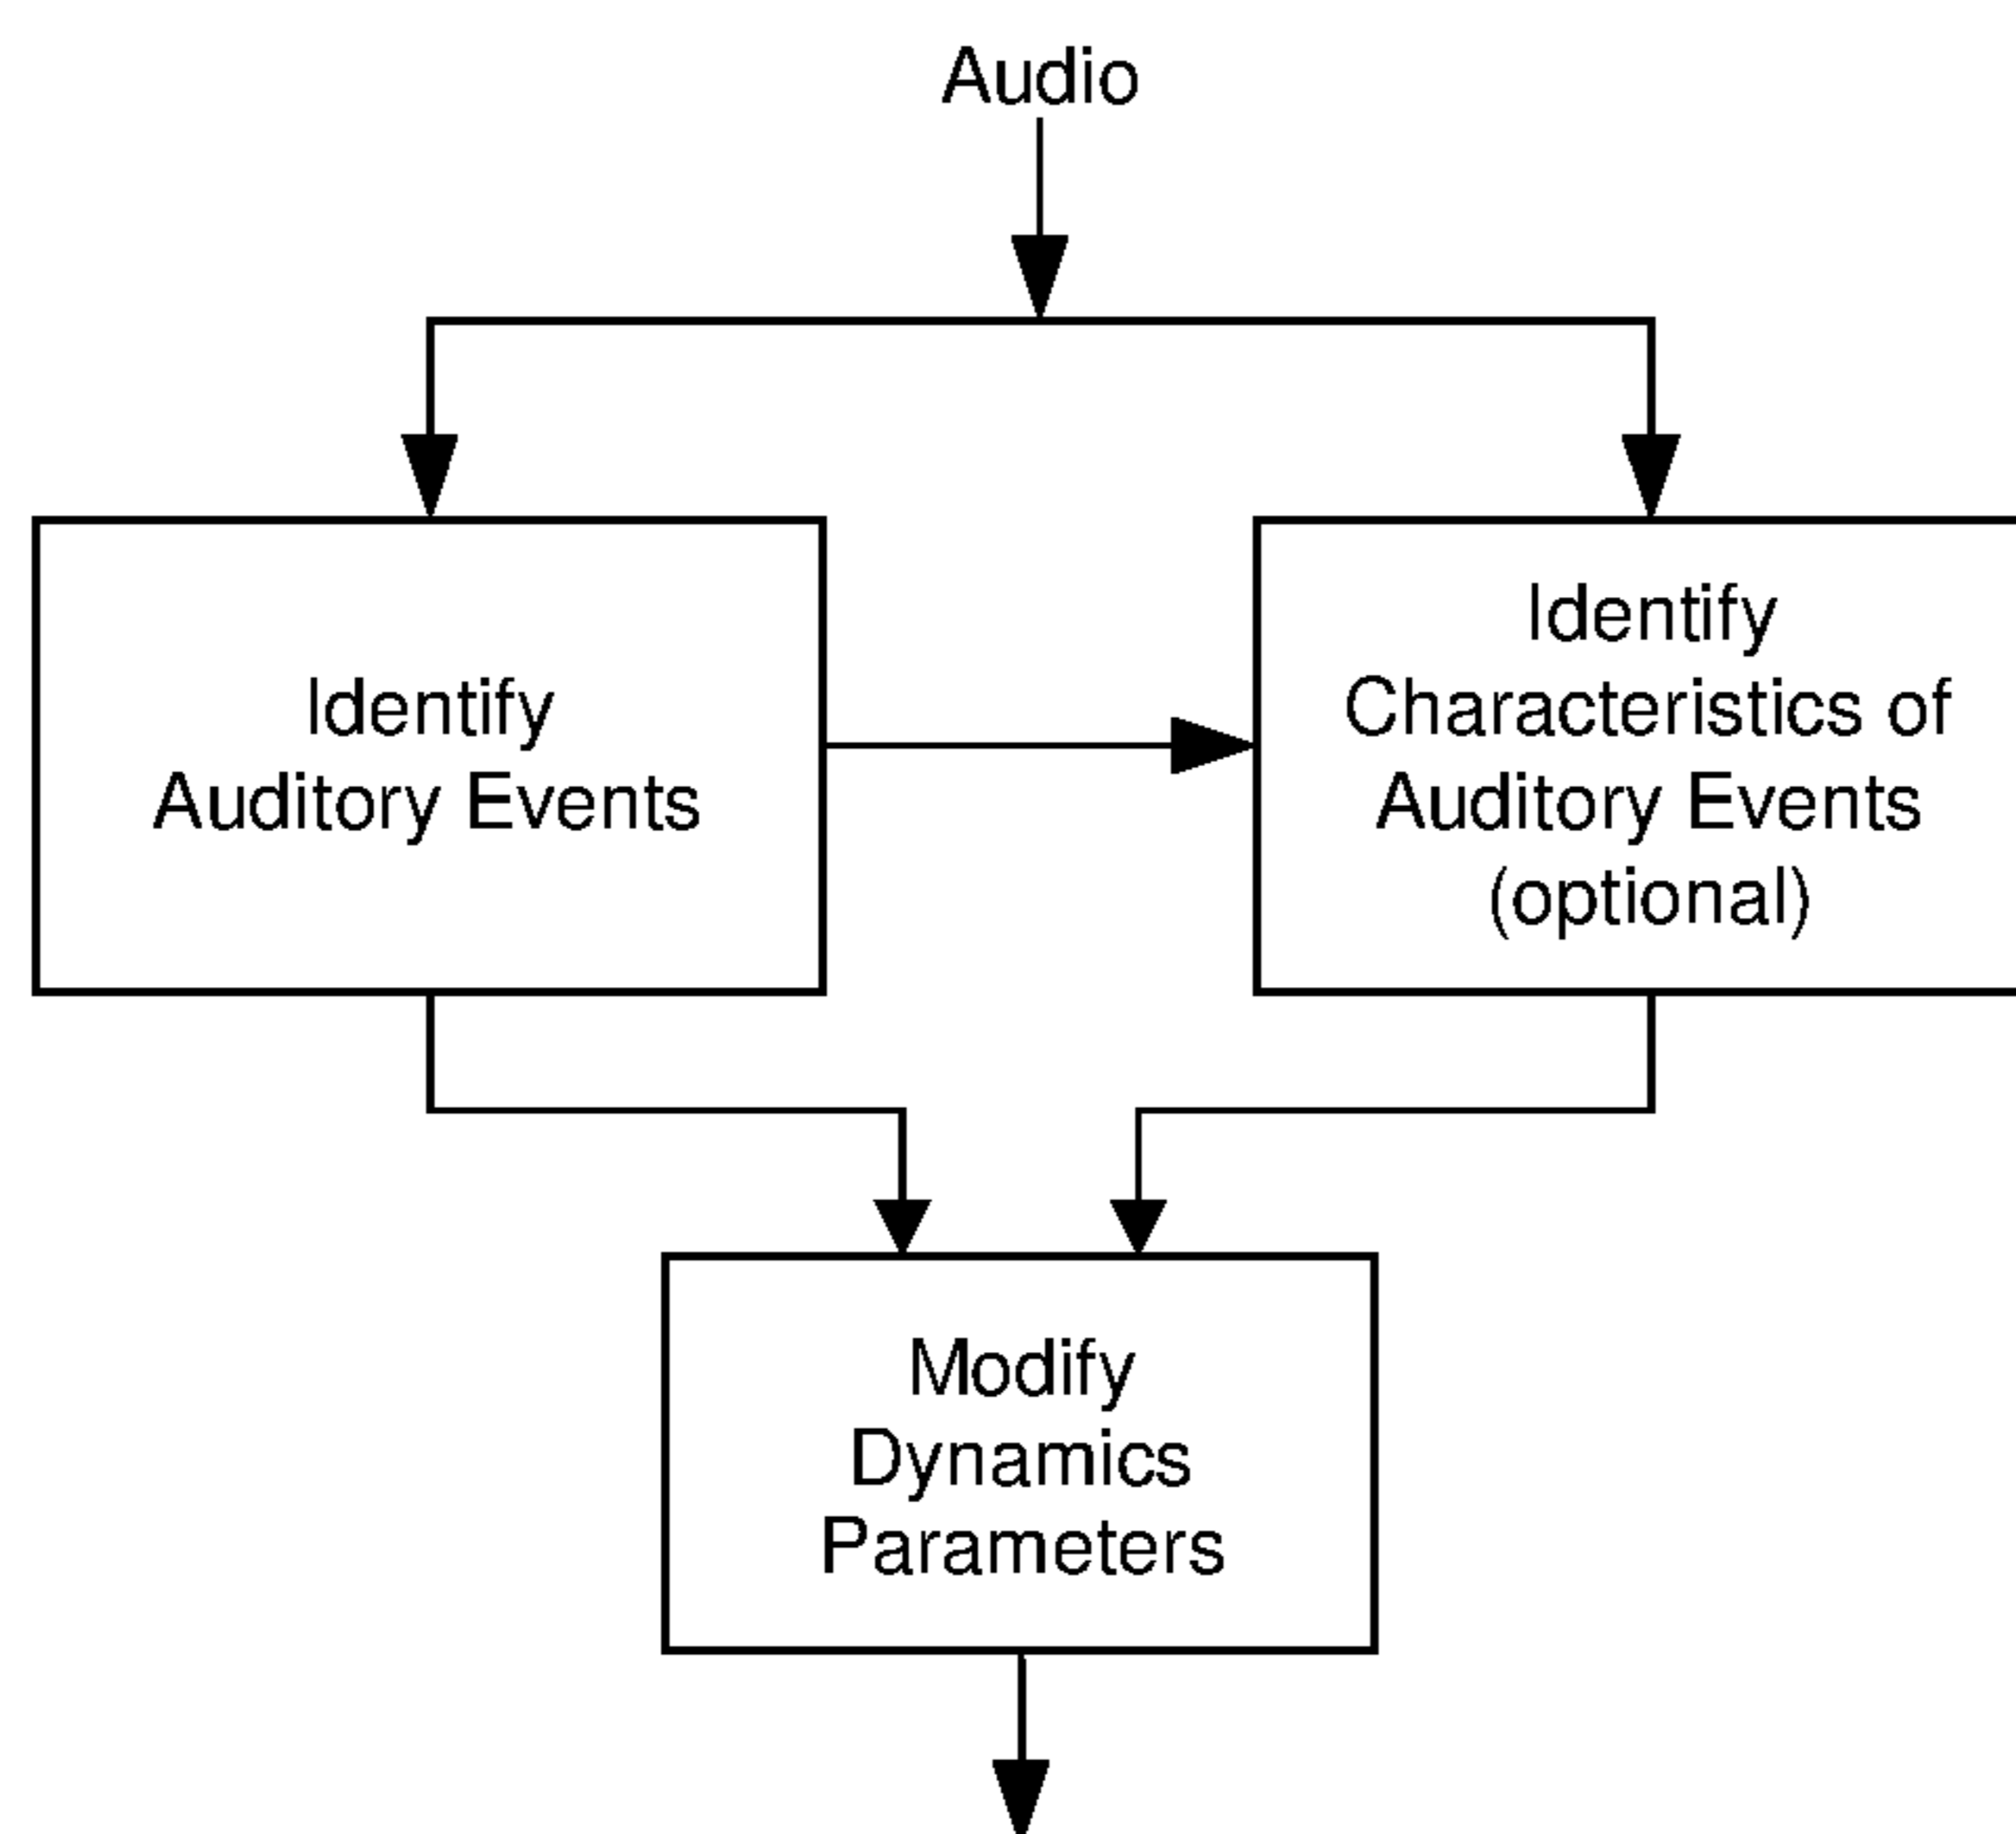 Audio
Identify
Auditory Events
Identify
Characteristics of
Auditory Events
(optional)
Modify
Dynamics
Parameters